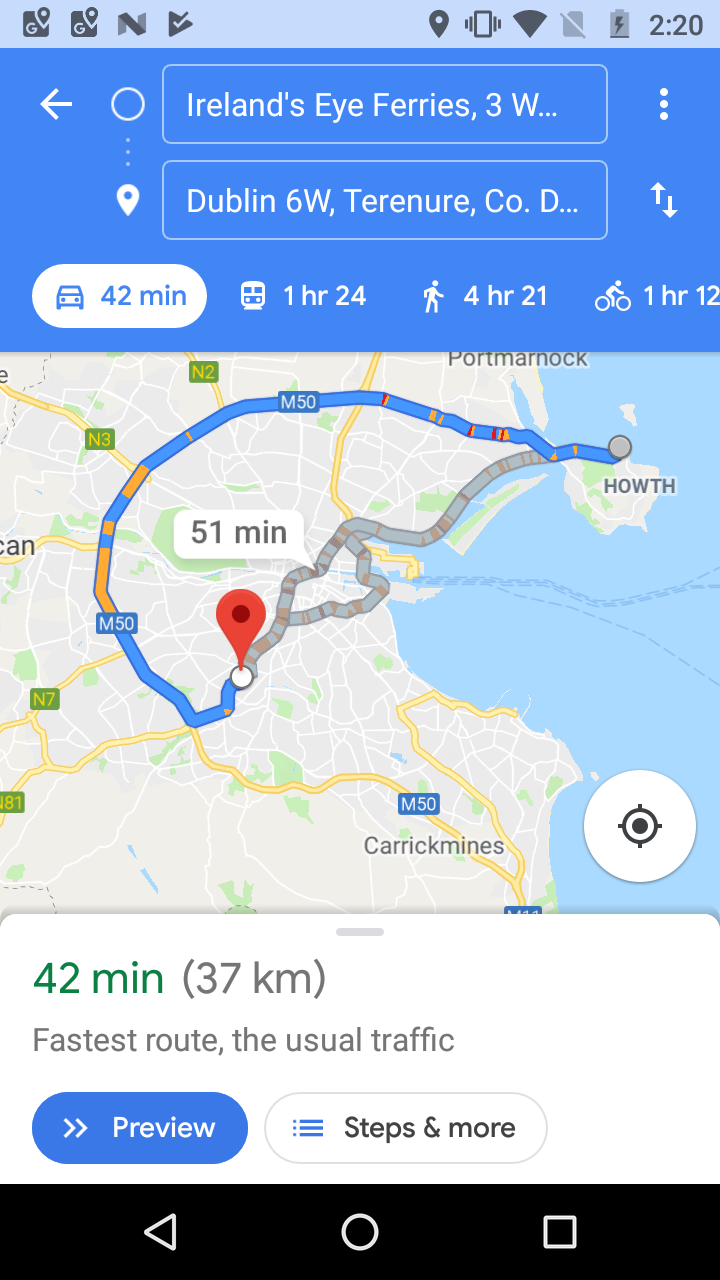 2:20
Ireland's Eye Ferries, 3 W...
Dublin 6W, Terenure, Co. D...
42 min
1 hr 24
4 hr 21
1 hr 12
Portmarnock
N2
M50
N3
HOWTH
51 min
can
M50
N7
N81
M50
Carrickmines
M11
42 min (37 km)
Fastest route, the usual traffic
Preview
Steps & more